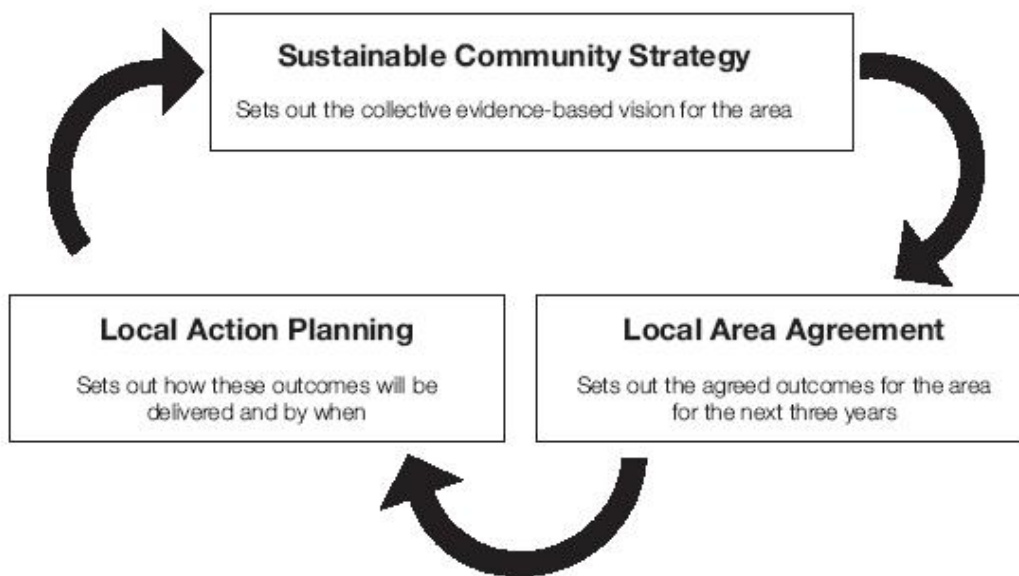 Sustainable Community Strategy
Sets out the collective evidence-based vision for the area
Local Action Planning
Sets out how these outcomes will be
delivered and by when
Local Area Agreement
Sets out the agreed outcomes for the area
for the next three years